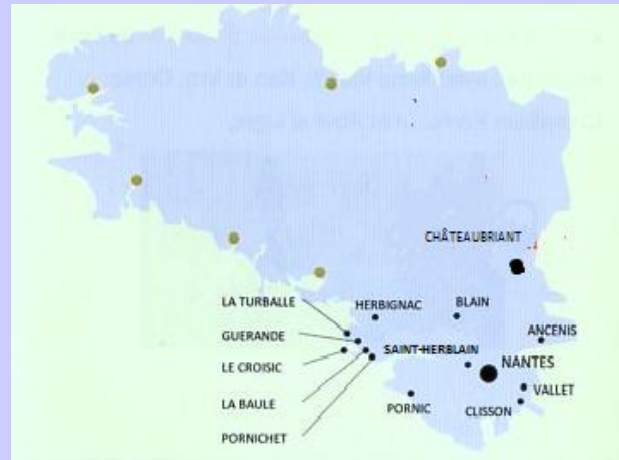 CHÂTEAUBRIANT
LA TURBALLE
HERBIGNAC
BLAIN
GUERANDE
ANCENIS
SAINT-HERBLAIN
LE CROISIC
NANTES
VALLET
LA BAULE
PORNIC
CLISSON
PORNICHET